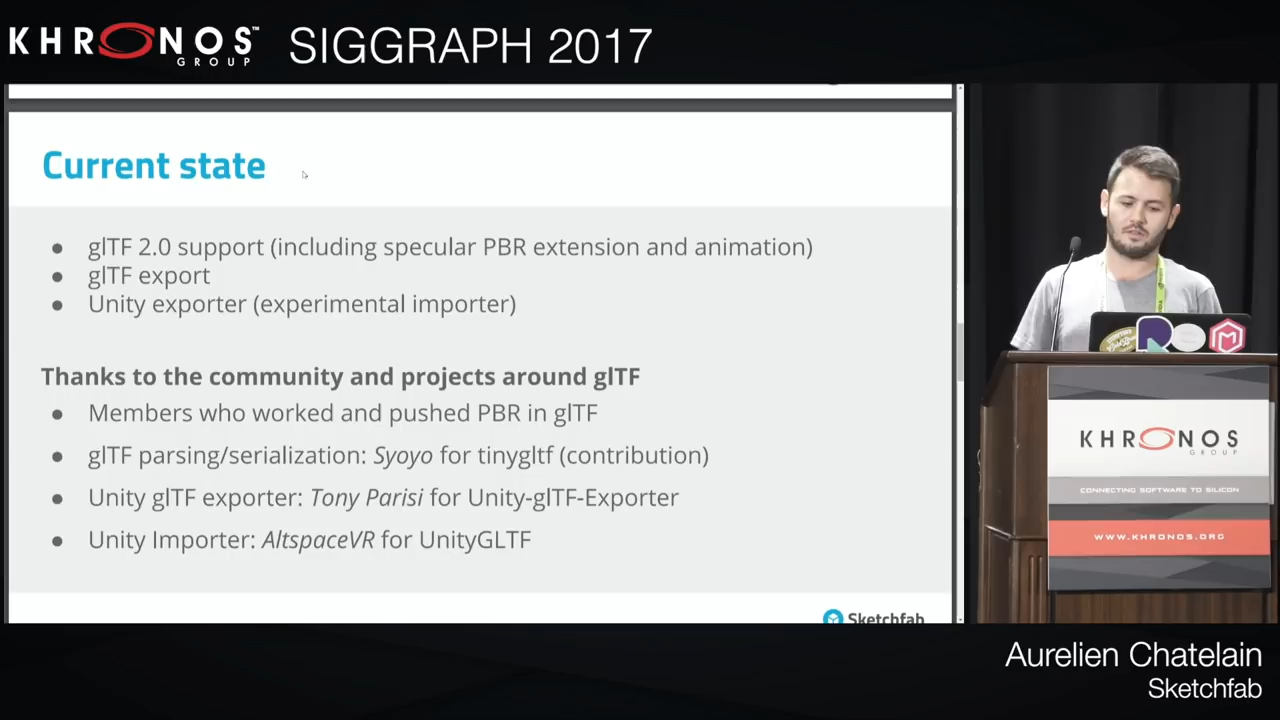 KHRONOS™
GROUP
SIGGRAPH 2017
Current state
● glTF 2.0 support (including specular PBR extension and animation)
● glTF export
● Unity exporter (experimental importer)
Thanks to the community and projects around glTF
● Members who worked and pushed PBR in glTF
● glTF parsing/serialization: Syoyo for tinygltf (contribution)
● Unity glTF exporter: Tony Parisi for Unity-glTF-Exporter
● Unity Importer: AltspaceVR for UnityGLTF
Sketchfab
KHRONOS
GROUP
CONNECTING SOFTWARE TO SILICON
WWW.KHRONOS.ORG
Aurelien Chatelain
Sketchfab